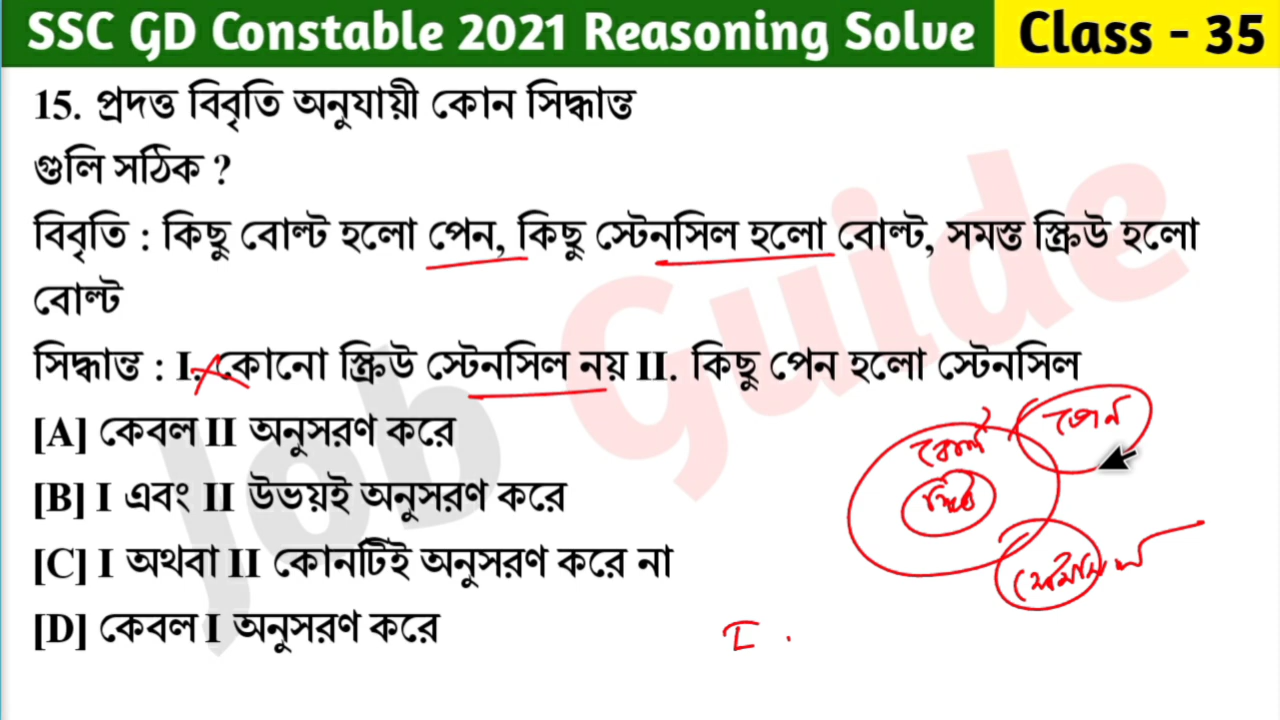 SSC GD Constable 2021 Reasoning Solve Class - 35
15. প্রদত্ত বিবৃতি অনুযায়ী কোন সিদ্ধান্ত
গুলি সঠিক ?
বিবৃতি : কিছু বোল্ট হলো পেন, কিছু স্টেনসিল হলো বোল্ট, সমস্ত স্ক্রিউ হলো
বোল্ট
সিদ্ধান্ত : I. কোনো স্ক্রিউ স্টেনসিল নয় II. কিছু পেন হলো স্টেনসিল
[A] কেবল II অনুসরণ করে
[B] I এবং II উভয়ই অনুসরণ করে
[C] I অথবা II কোনটিই অনুসরণ করে না
[D] কেবল I অনুসরণ করে
Job Guide
পেন
I